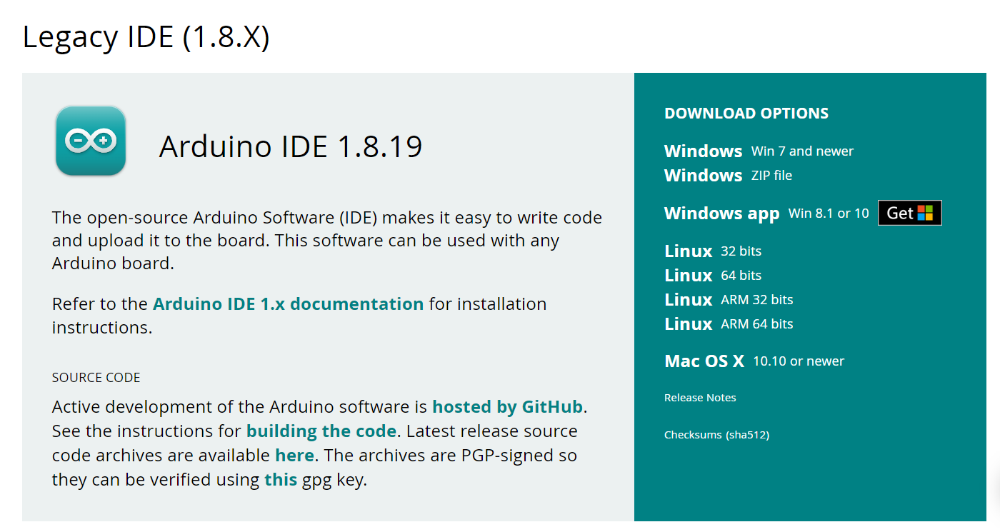 Legacy IDE (1.8.X)
Arduino IDE 1.8.19
The open-source Arduino Software (IDE) makes it easy to write code
and upload it to the board. This software can be used with any
Arduino board.
Refer to the Arduino IDE 1.x documentation for installation
instructions.
SOURCE CODE
Active development of the Arduino software is hosted by GitHub.
See the instructions for building the code. Latest release source
code archives are available here. The archives are PGP-signed so
they can be verified using this gpg key.
DOWNLOAD OPTIONS
Windows Win 7 and newer
Windows ZIP file
Windows app Win 8.1 or 10 Get
Linux 32 bits
Linux 64 bits
Linux ARM 32 bits
Linux ARM 64 bits
Mac OS X 10.10 or newer
Release Notes
Checksums (sha512)